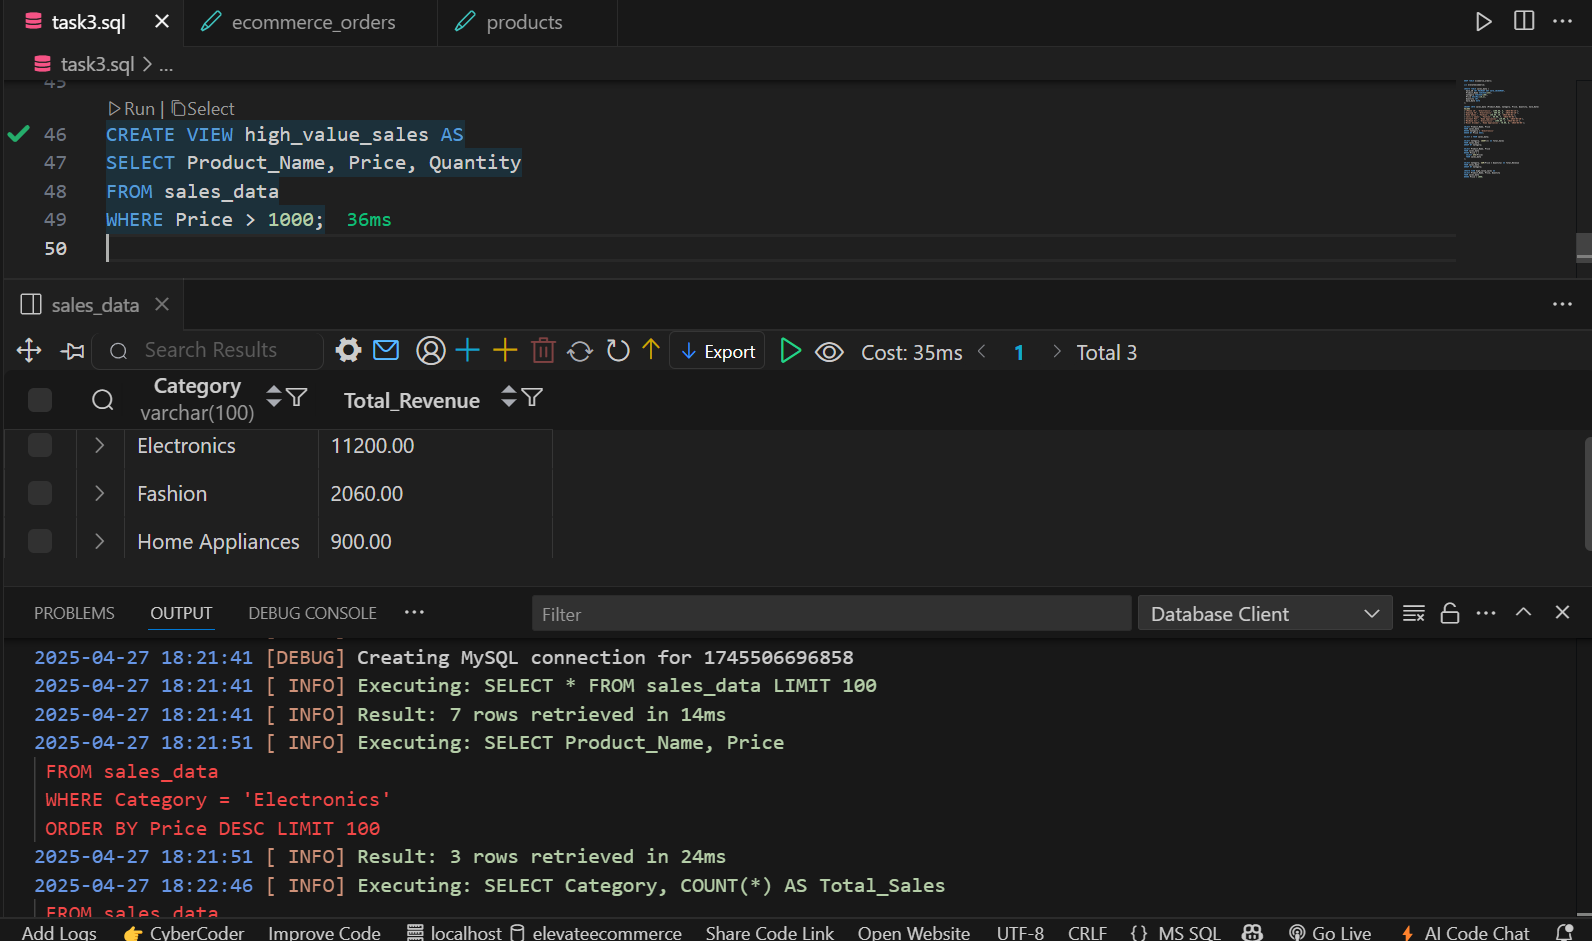 task3.sql
ecommerce_orders
products
task3.sql > ...
45
Run | Select
46 CREATE VIEW high_value_sales AS
47 SELECT Product_Name, Price, Quantity
48 FROM sales_data
49 WHERE Price > 1000; 36ms
50
sales_data
Search Results
Export
Cost: 35ms
1
Total 3
Category
varchar(100)
Total_Revenue
Electronics 11200.00
Fashion 2060.00
Home Appliances 900.00
PROBLEMS OUTPUT DEBUG CONSOLE ...
Filter
Database Client
2025-04-27 18:21:41 [DEBUG] Creating MySQL connection for 1745506696858
2025-04-27 18:21:41 [ INFO] Executing: SELECT * FROM sales_data LIMIT 100
2025-04-27 18:21:41 [ INFO] Result: 7 rows retrieved in 14ms
2025-04-27 18:21:51 [ INFO] Executing: SELECT Product_Name, Price
FROM sales_data
WHERE Category = 'Electronics'
ORDER BY Price DESC LIMIT 100
2025-04-27 18:21:51 [ INFO] Result: 3 rows retrieved in 24ms
2025-04-27 18:22:46 [ INFO] Executing: SELECT Category, COUNT(*) AS Total_Sales
FROM sales_data
Add Logs CyberCoder Improve Code localhost elevateecommerce Share Code Link Open Website UTF-8 CRLF {} MS SQL Go Live AI Code Chat